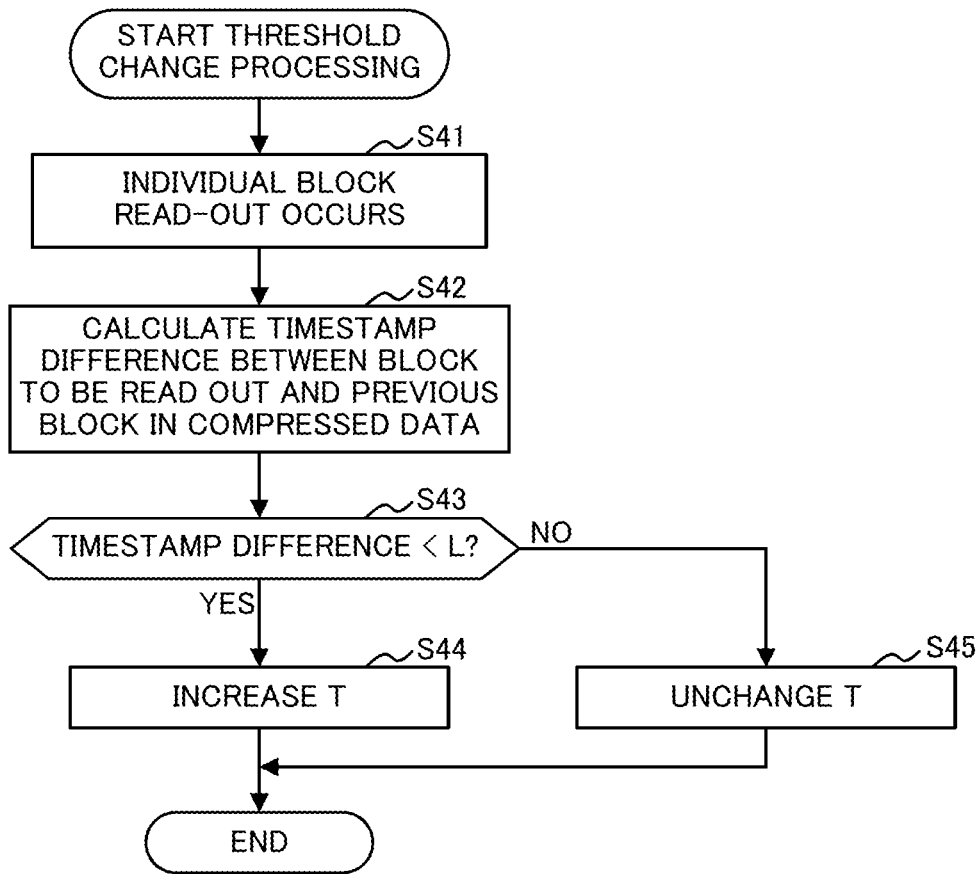 START THRESHOLD
CHANGE PROCESSING
S41
INDIVIDUAL BLOCK
READ-OUT OCCURS
S42
CALCULATE TIMESTAMP
DIFFERENCE BETWEEN BLOCK
TO BE READ OUT AND PREVIOUS
BLOCK IN COMPRESSED DATA
S43
TIMESTAMP DIFFERENCE < L?
NO
YES
S44
INCREASE T
S45
UNCHANGE T
END